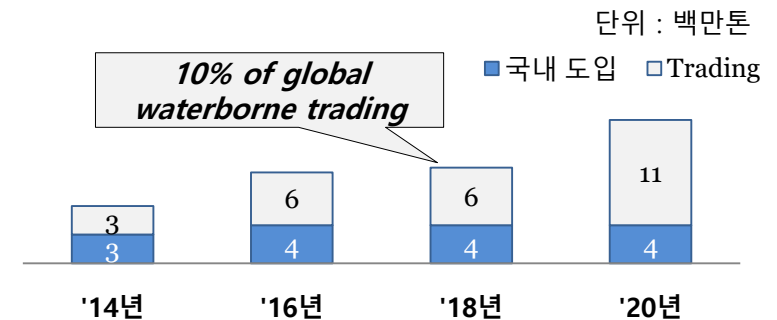 단위 : 백만톤
국내 도입 Trading
10% of global
waterborne trading
3 6 6 11
3 4 4 4
'14년 '16년 '18년 '20년